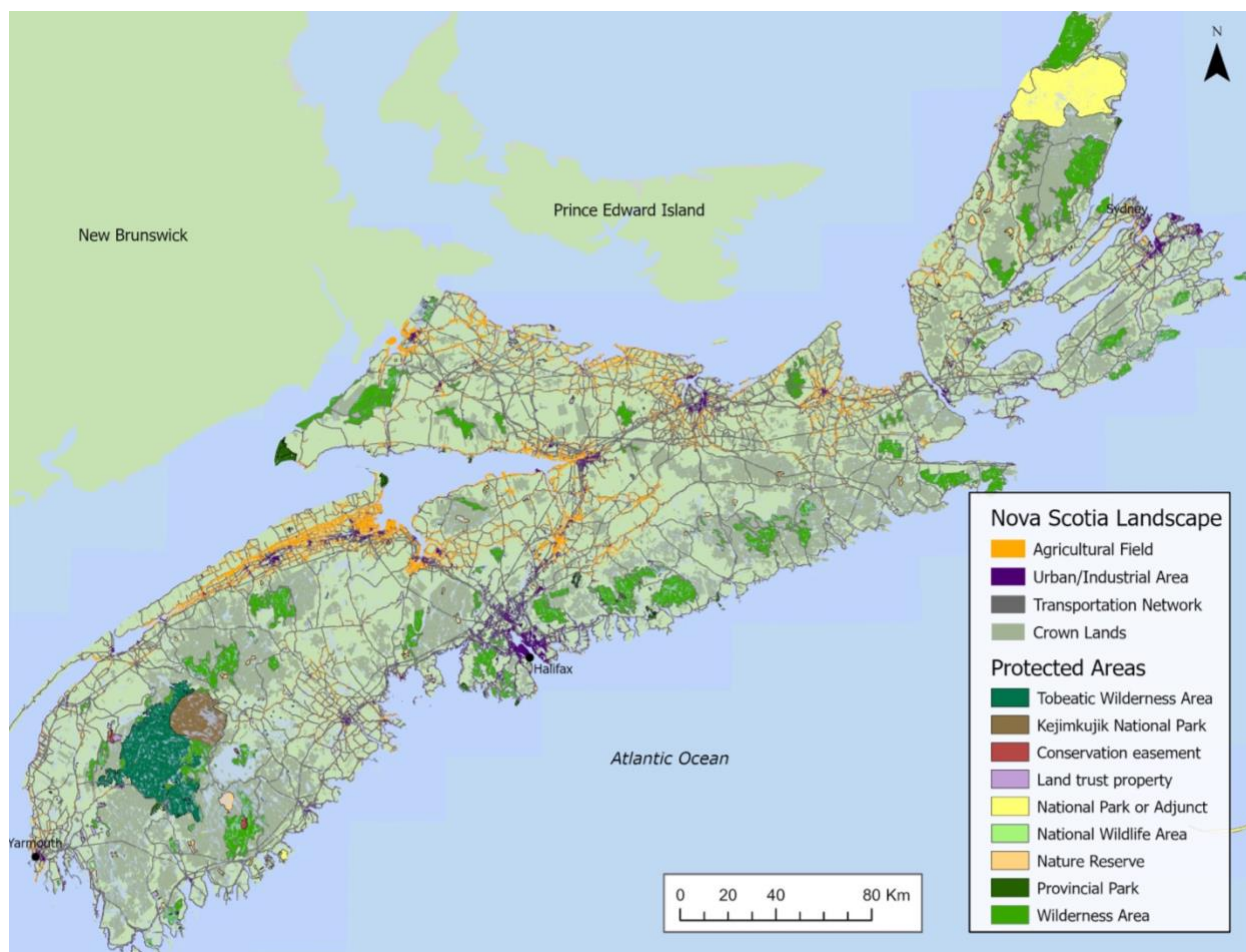 N
New Brunswick
Prince Edward Island
Sydney
Halifax
Atlantic Ocean
Yarmouth
Nova Scotia Landscape
Agricultural Field
Urban/Industrial Area
Transportation Network
Crown Lands
Protected Areas
Tobeatic Wilderness Area
Kejimkujik National Park
Conservation easement
Land trust property
National Park or Adjunct
National Wildlife Area
Nature Reserve
Provincial Park
Wilderness Area
0 20 40 80 Km